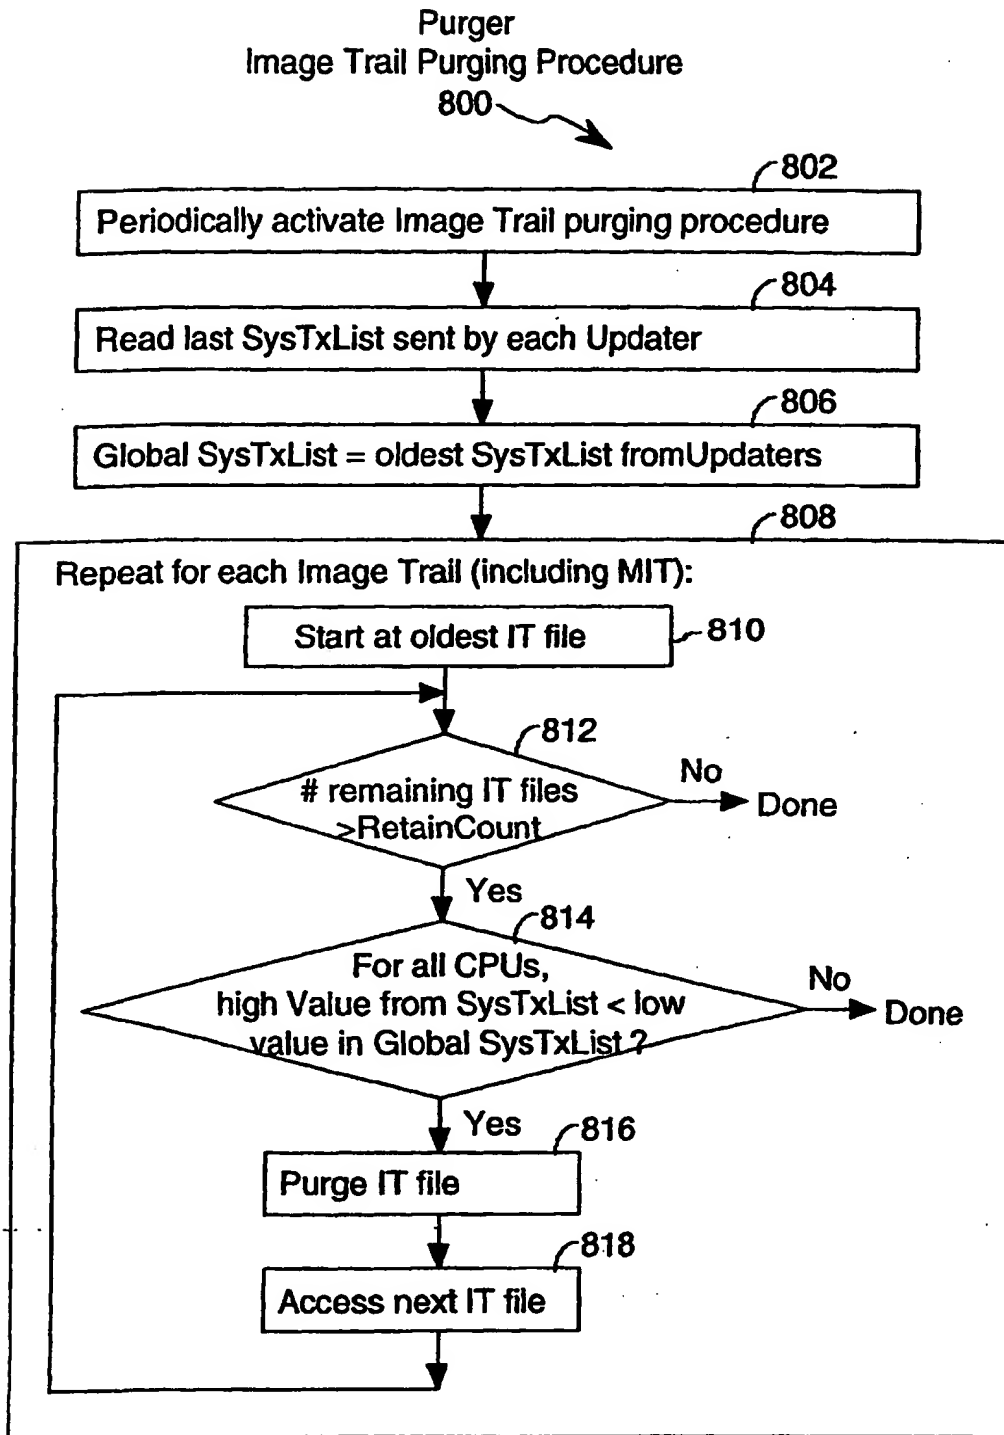 Purger
Image Trail Purging Procedure
800
802
Periodically activate Image Trail purging procedure
804
Read last SysTxList sent by each Updater
806
Global SysTxList = oldest SysTxList fromUpdaters
808
Repeat for each Image Trail (including MIT):
Start at oldest IT file
810
812
# remaining IT files
>RetainCount
No
Done
Yes
814
For all CPUs,
high Value from SysTxList < low
value in Global SysTxList ?
No
Done
Yes
816
Purge IT file
818
Access next IT file